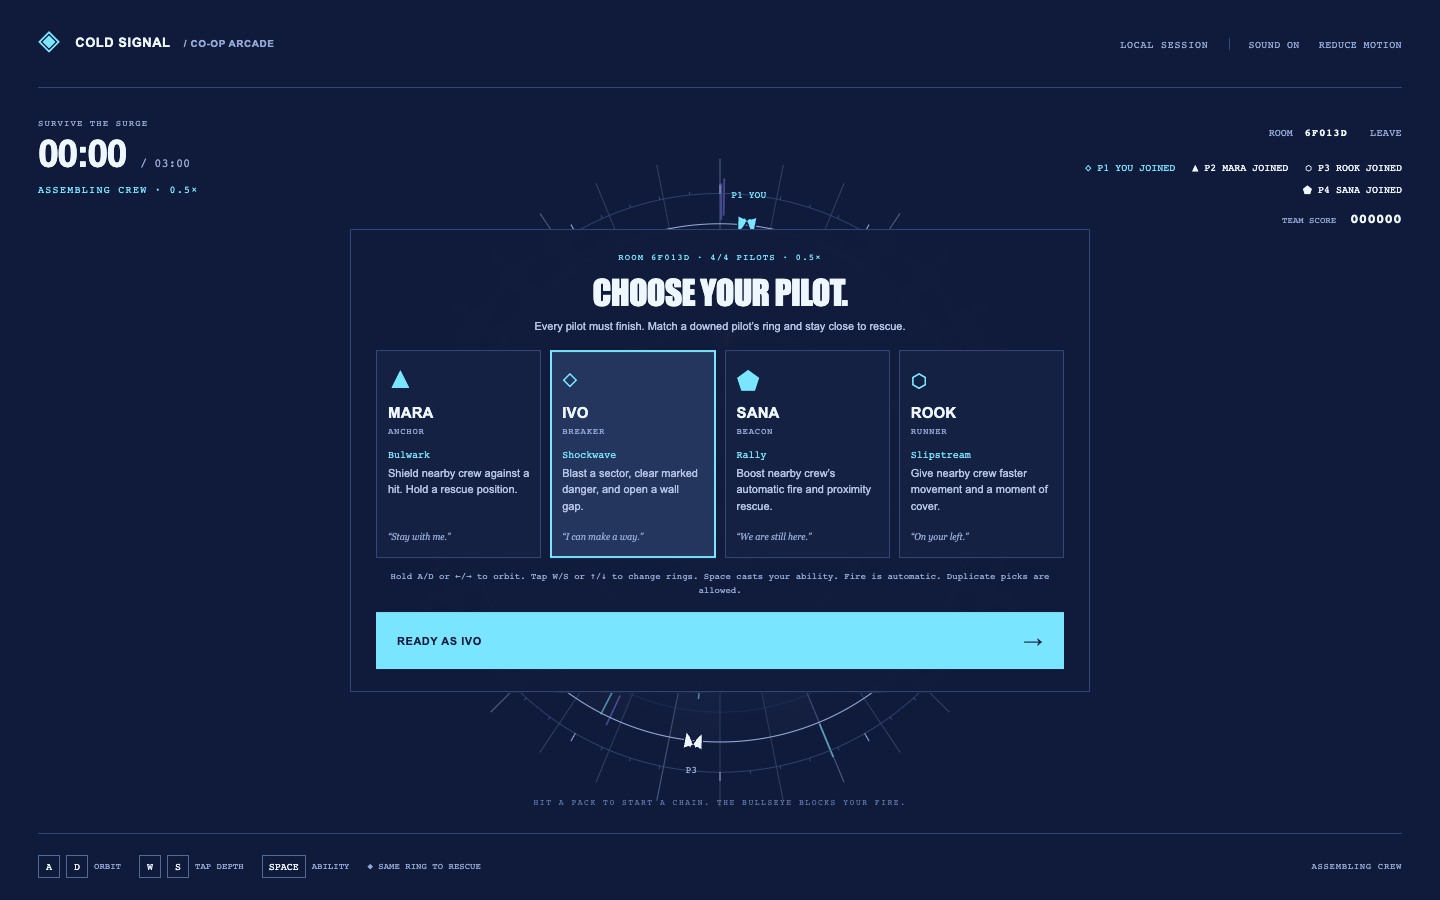 COLD SIGNAL / CO-OP ARCADE
LOCAL SESSION SOUND ON REDUCE MOTION
SURVIVE THE SURGE
00:00 / 03:00
ASSEMBLING CREW · 0.5×
ROOM 6F013D LEAVE
◇ P1 YOU JOINED ▲ P2 MARA JOINED ⬡ P3 ROOK JOINED
⬟ P4 SANA JOINED
TEAM SCORE 000000
P1 YOU
ROOM 6F013D · 4/4 PILOTS · 0.5×
CHOOSE YOUR PILOT.
Every pilot must finish. Match a downed pilot's ring and stay close to rescue.
MARA
ANCHOR
Bulwark
Shield nearby crew against a
hit. Hold a rescue position.
“Stay with me.”
IVO
BREAKER
Shockwave
Blast a sector, clear marked
danger, and open a wall
gap.
“I can make a way.”
SANA
BEACON
Rally
Boost nearby crew's
automatic fire and proximity
rescue.
“We are still here.”
ROOK
RUNNER
Slipstream
Give nearby crew faster
movement and a moment of
cover.
“On your left.”
Hold A/D or ←/→ to orbit. Tap W/S or ↑/↓ to change rings. Space casts your ability. Fire is automatic. Duplicate picks are
allowed.
READY AS IVO →
P3
HIT A PACK TO START A CHAIN. THE BULLSEYE BLOCKS YOUR FIRE.
A D ORBIT W S TAP DEPTH SPACE ABILITY ◈ SAME RING TO RESCUE
ASSEMBLING CREW